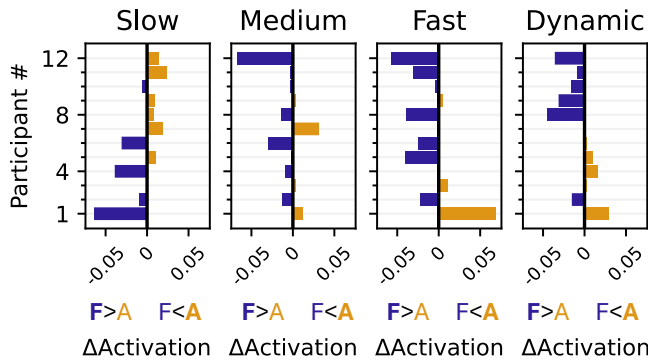 Slow Medium Fast Dynamic
Participant #
12
8
4
1
-0.05 0 0.05 -0.05 0 0.05 -0.05 0 0.05 -0.05 0 0.05
F>A F<A F>A F<A F>A F<A F>A F<A
ΔActivation ΔActivation ΔActivation ΔActivation